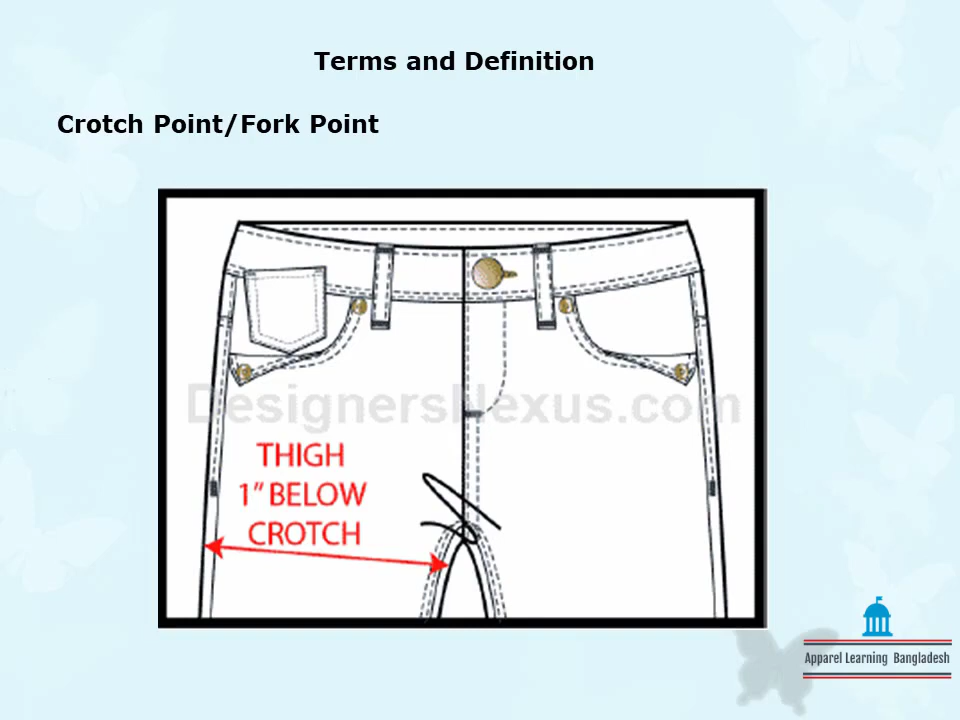 Terms and Definition
Crotch Point/Fork Point
DesignersNexus.com
THIGH
1” BELOW
CROTCH
Apparel Learning Bangladesh